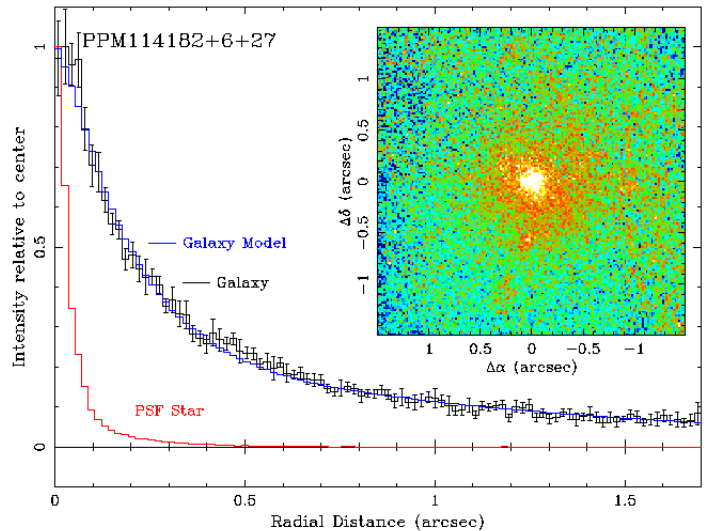 PPM114182+6+27
Intensity relative to center
1
0.5
0
Galaxy Model
Galaxy
PSF Star
0
0.5
1
1.5
Radial Distance (arcsec)
Δδ (arcsec)
1
0.5
0
−0.5
−1
1
0.5
0
−0.5
−1
Δα (arcsec)